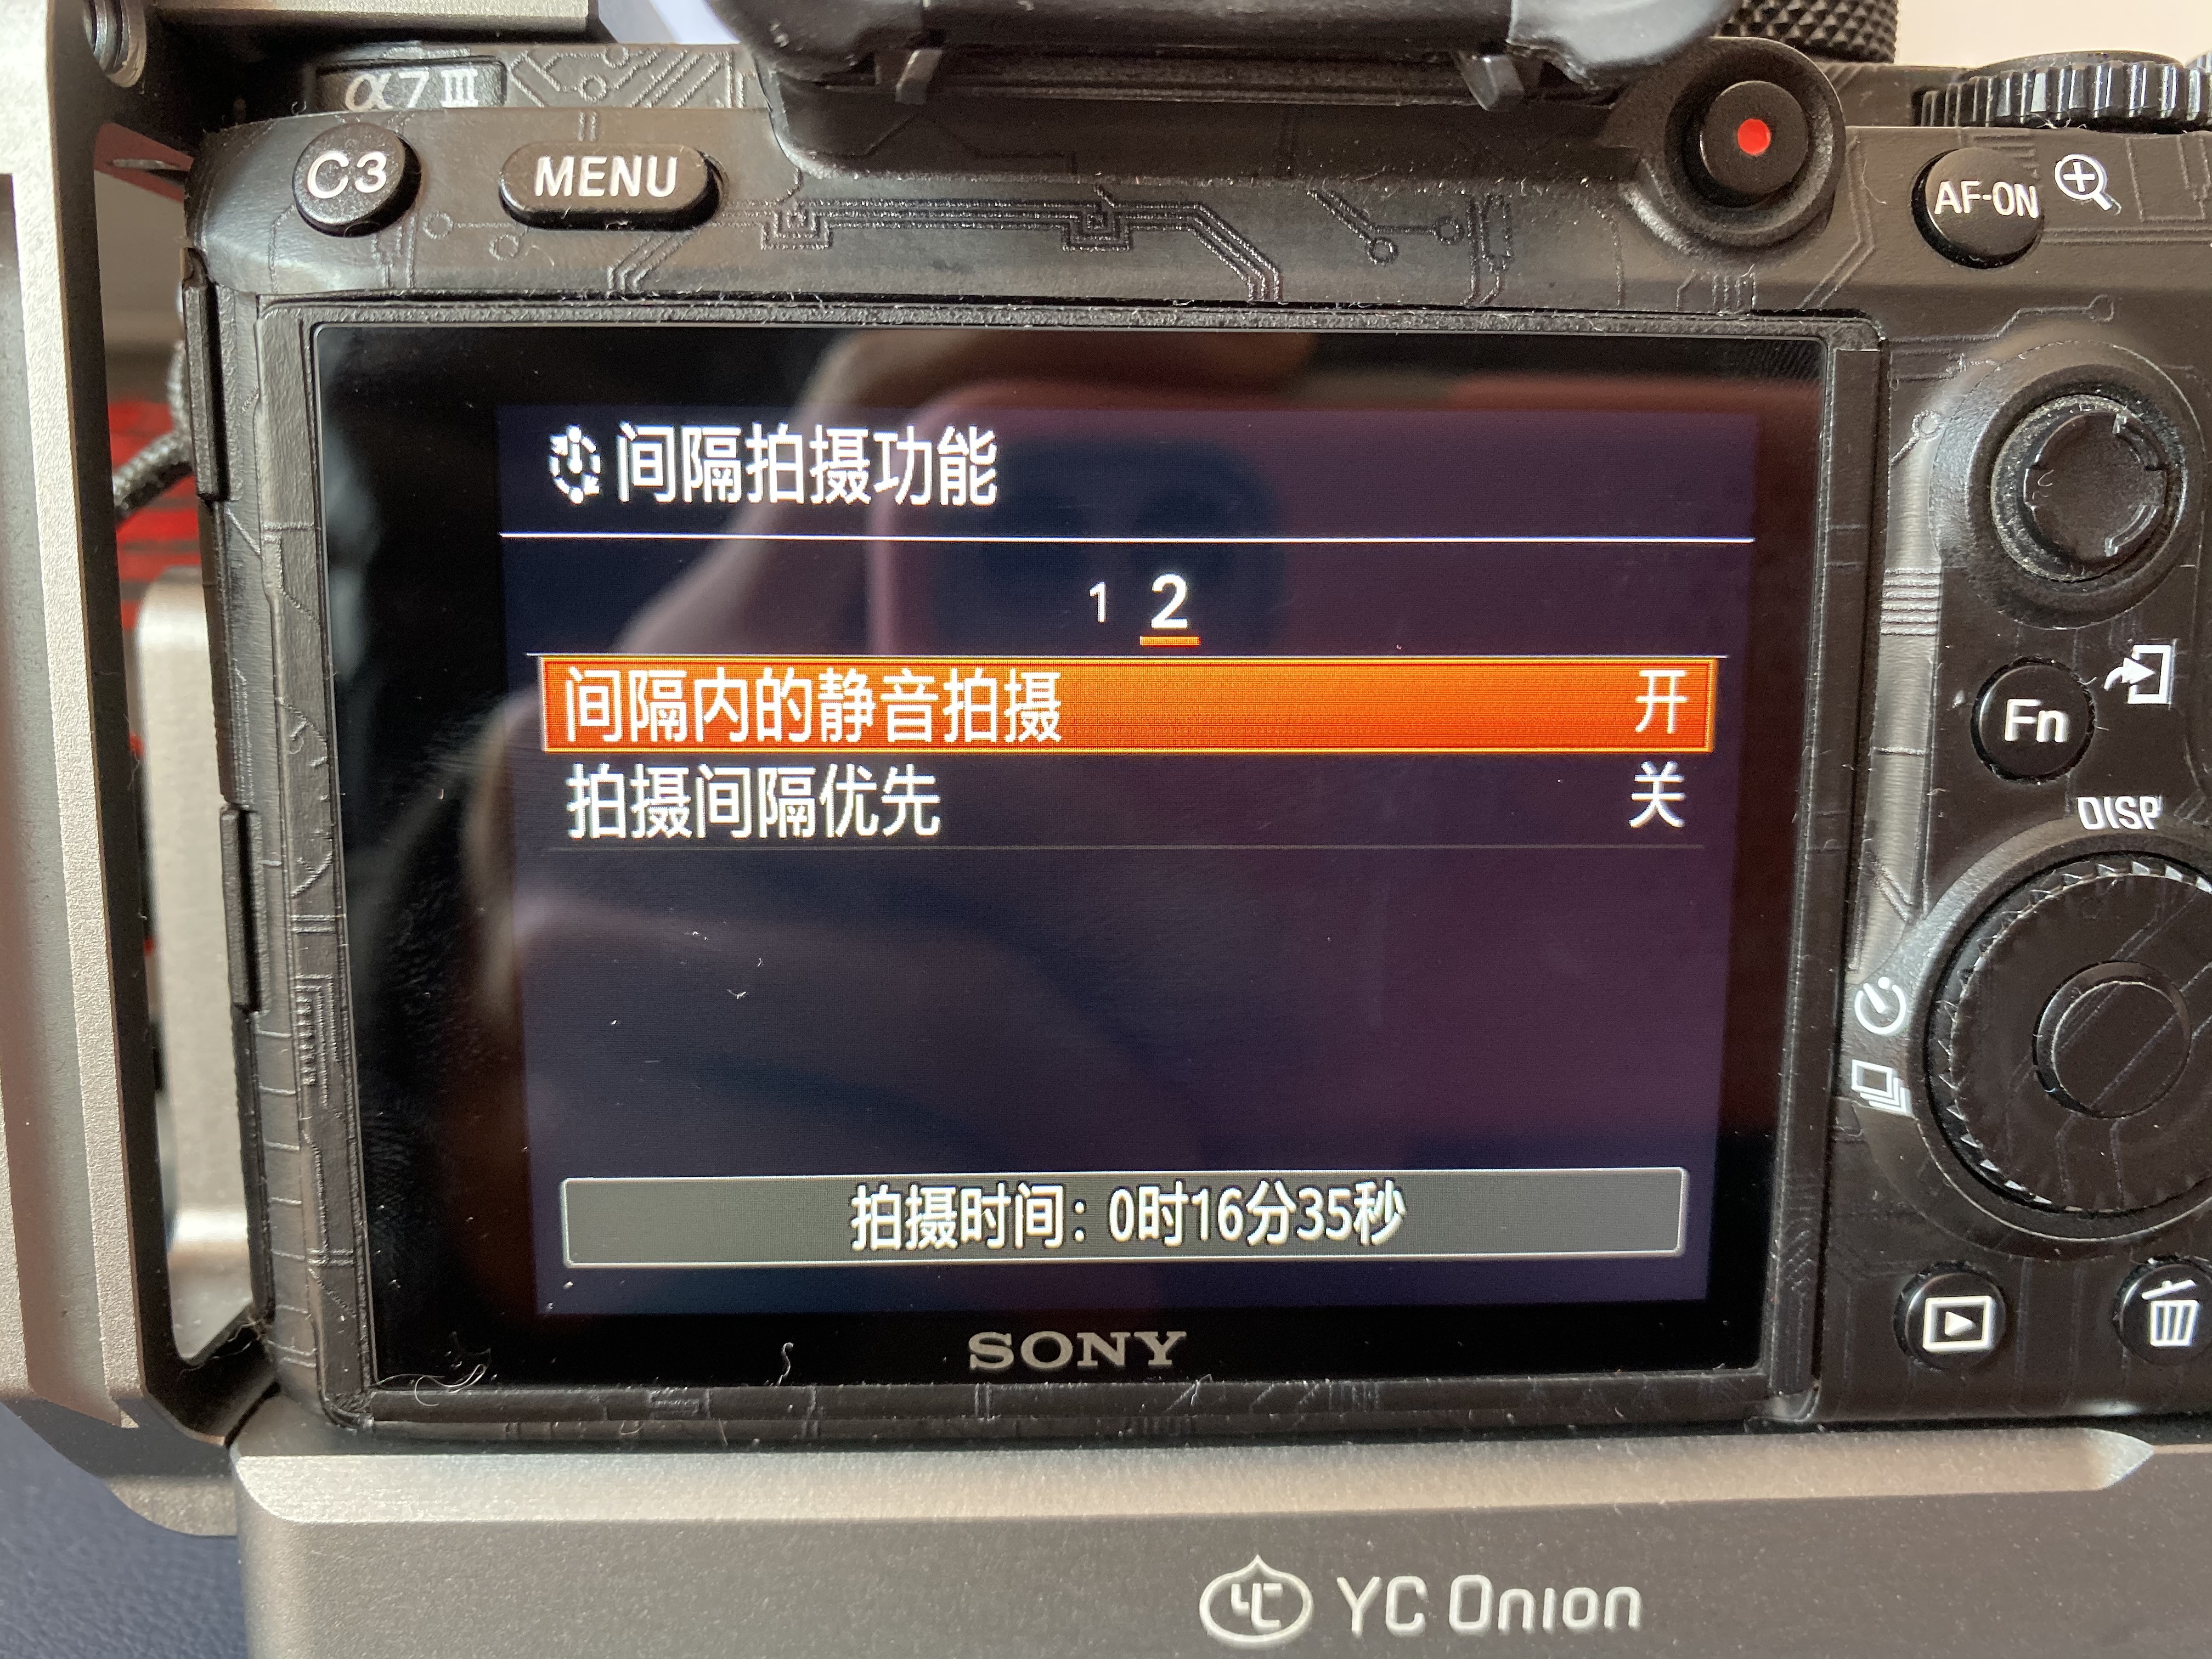 α7 III
C3
MENU
AF-ON
间隔拍摄功能
1 2
间隔内的静音拍摄 开
拍摄间隔优先 关
Fn
DISP
拍摄时间: 0时16分35秒
SONY
YC Onion